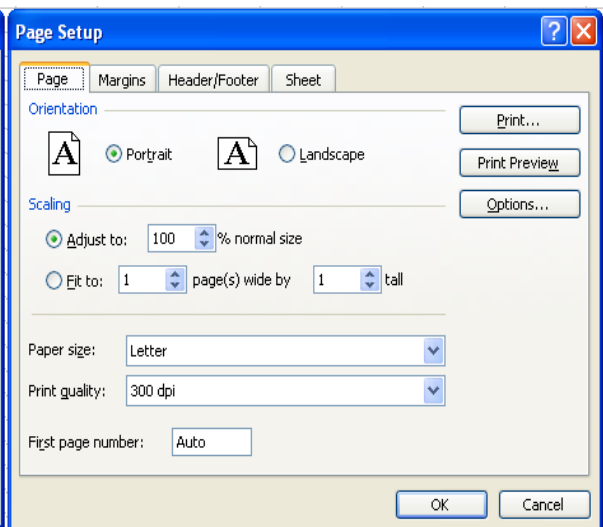 Page Setup
Page Margins Header/Footer Sheet
Orientation
A Portrait A Landscape
Print...
Print Preview
Scaling
Options...
Adjust to: 100 % normal size
Fit to: 1 page(s) wide by 1 tall
Paper size: Letter
Print quality: 300 dpi
First page number: Auto
OK Cancel